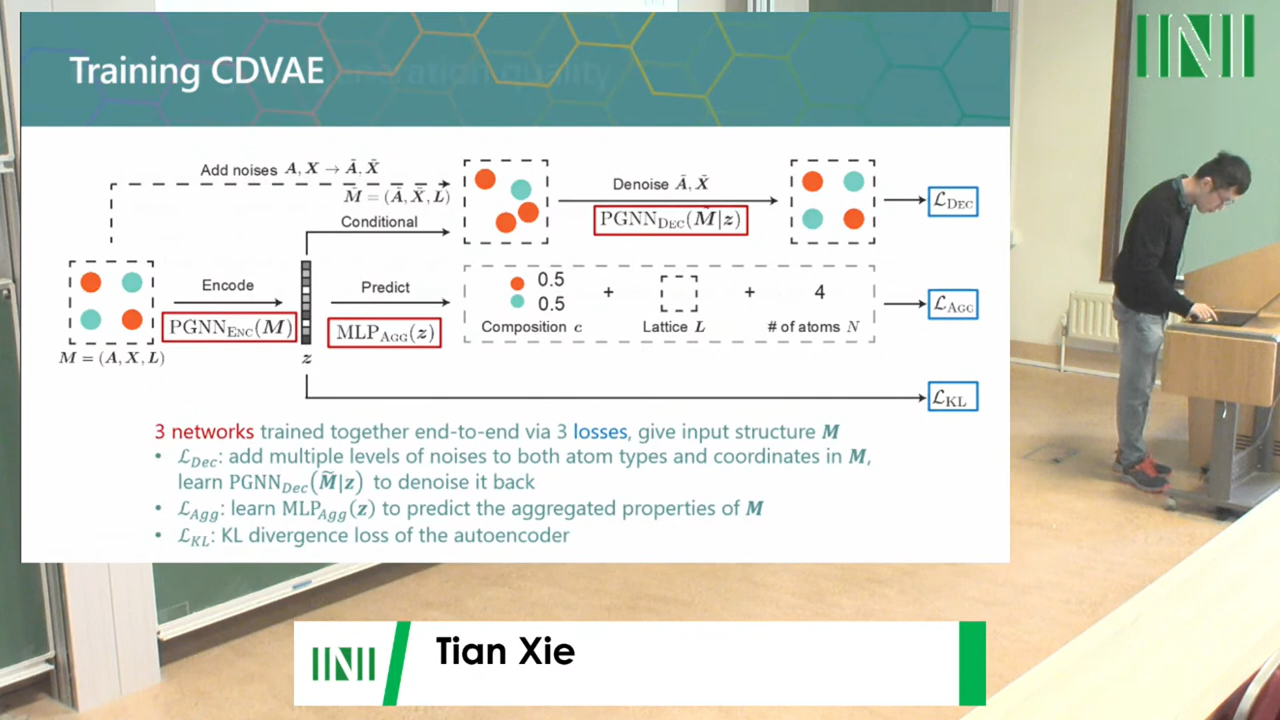 INI
Training CDVAE
Add noises A, X → Ã, X̃
M̃ = (Ã, X̃, L)
Conditional
Denoise Ã, X̃
PGNN_DEC(M̃|z)
ℒ_DEC
Encode
PGNN_ENC(M)
M = (A, X, L)
z
Predict
MLP_AGG(z)
0.5
0.5
+
+
4
Composition c
Lattice L
# of atoms N
ℒ_AGG
ℒ_KL
3 networks trained together end-to-end via 3 losses, give input structure M
• ℒ_Dec: add multiple levels of noises to both atom types and coordinates in M,
learn PGNN_Dec(M̃|z) to denoise it back
• ℒ_Agg: learn MLP_Agg(z) to predict the aggregated properties of M
• ℒ_KL: KL divergence loss of the autoencoder
INI
Tian Xie